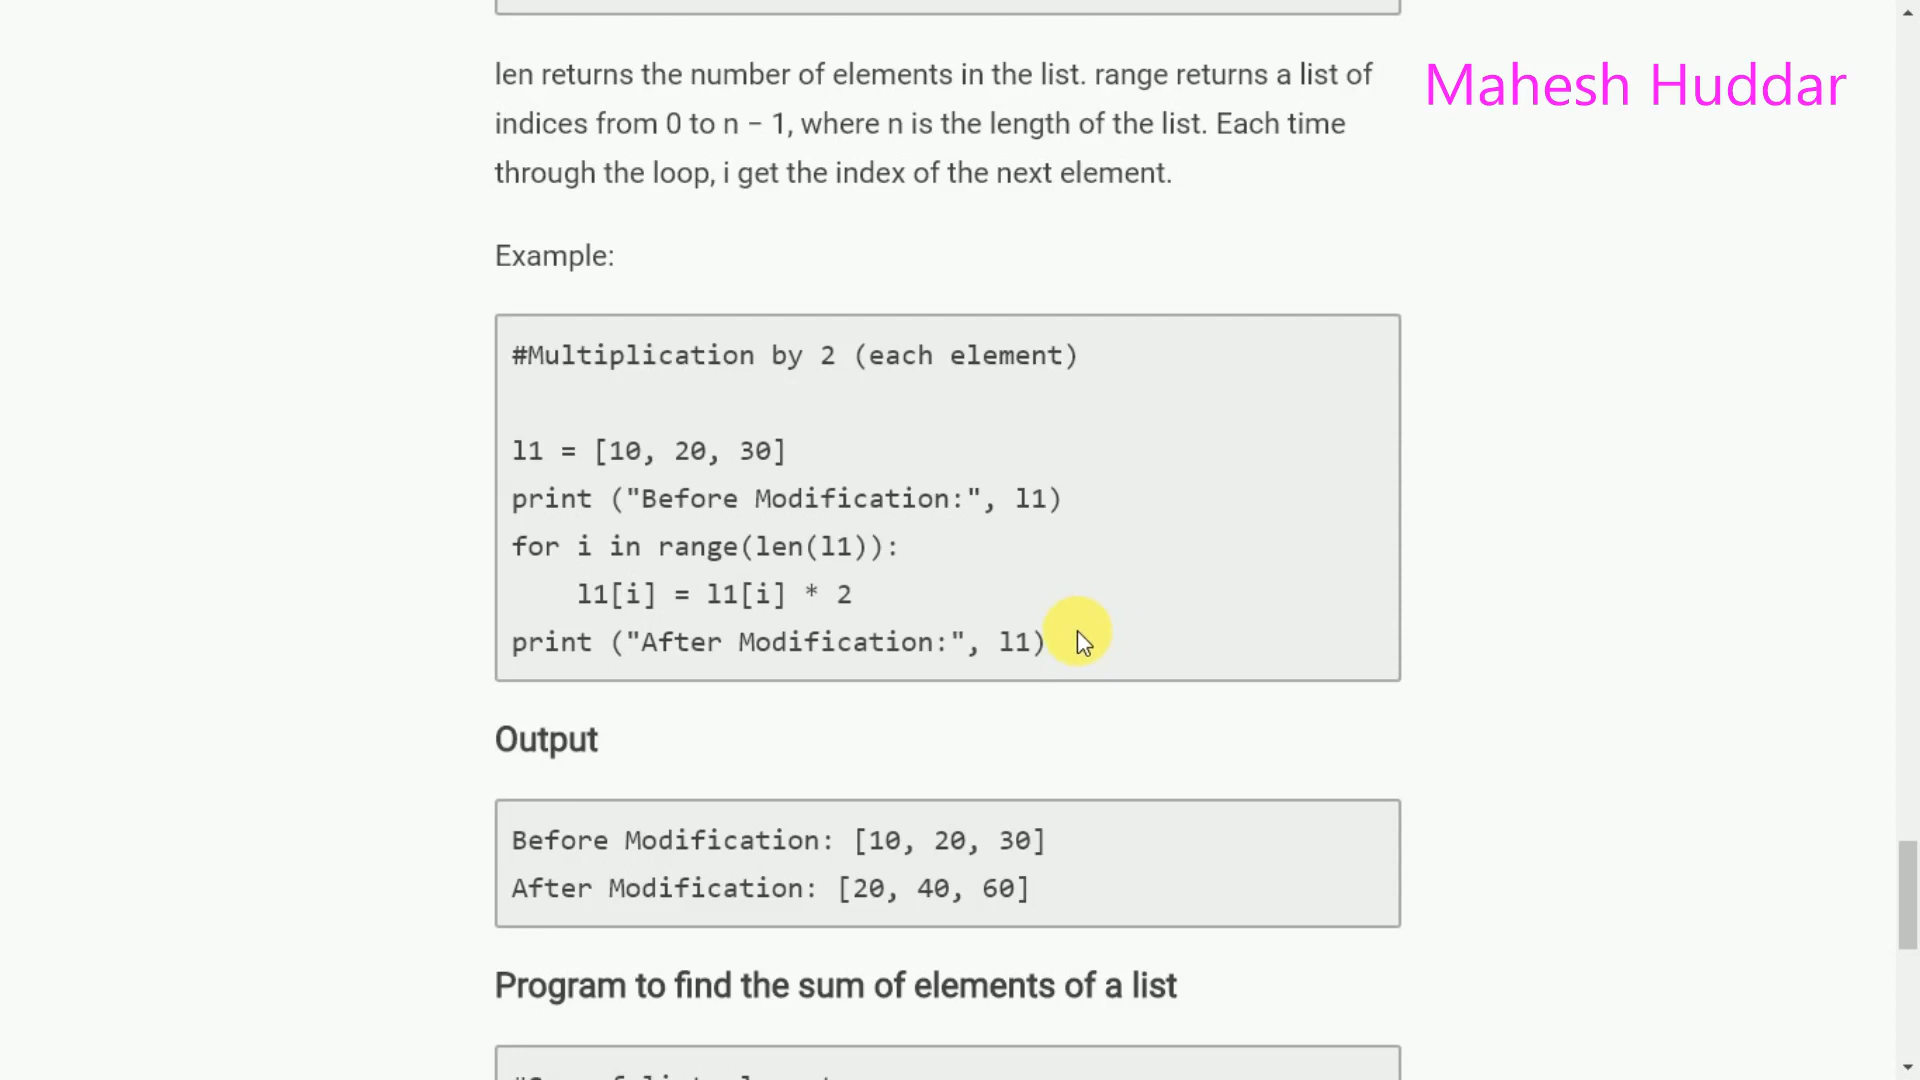 len returns the number of elements in the list. range returns a list of
Mahesh Huddar
indices from 0 to n − 1, where n is the length of the list. Each time
through the loop, i get the index of the next element.
Example:
#Multiplication by 2 (each element)
l1 = [10, 20, 30]
print ("Before Modification:", l1)
for i in range(len(l1)):
    l1[i] = l1[i] * 2
print ("After Modification:", l1)
Output
Before Modification: [10, 20, 30]
After Modification: [20, 40, 60]
Program to find the sum of elements of a list